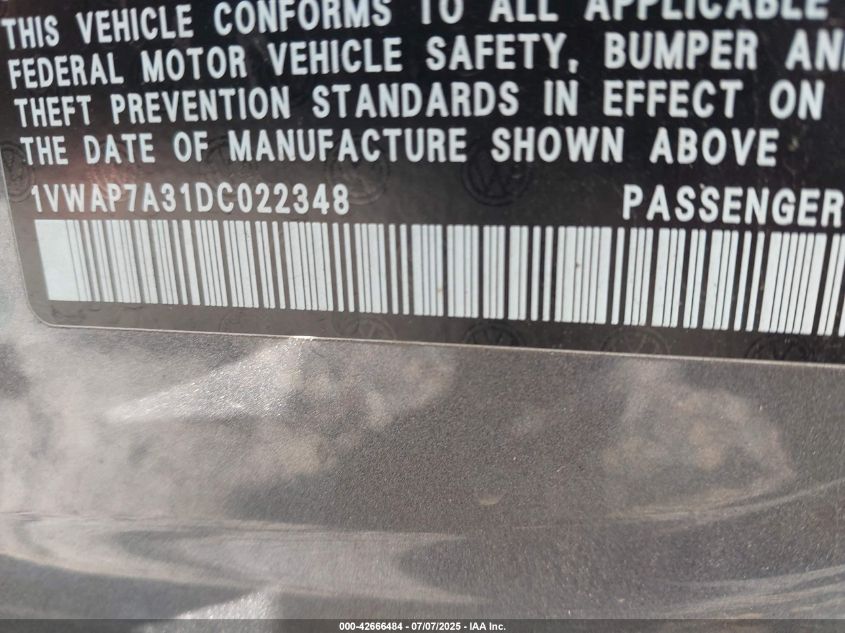 THIS VEHICLE CONFORMS TO ALL APPLICABLE
FEDERAL MOTOR VEHICLE SAFETY, BUMPER AN
THEFT PREVENTION STANDARDS IN EFFECT ON
THE DATE OF MANUFACTURE SHOWN ABOVE
1VWAP7A31DC022348 PASSENGER
000-42666484 - 07/07/2025 - IAA Inc.